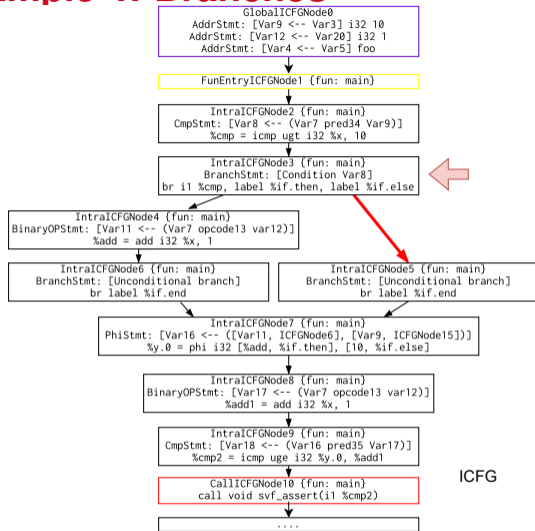 GlobalICFGNode0
AddrStmt: [Var9 <-- Var3] i32 10
AddrStmt: [Var12 <-- Var20] i32 1
AddrStmt: [Var4 <-- Var5] foo
FunEntryICFGNode1 {fun: main}
IntraICFGNode2 {fun: main}
CmpStmt: [Var8 <-- (Var7 pred34 Var9)]
%cmp = icmp ugt i32 %x, 10
IntraICFGNode3 {fun: main}
BranchStmt: [Condition Var8]
br i1 %cmp, label %if.then, label %if.else
IntraICFGNode4 {fun: main}
BinaryOPStmt: [Var11 <-- (Var7 opcode13 var12)]
%add = add i32 %x, 1
IntraICFGNode6 {fun: main}
BranchStmt: [Unconditional branch]
br label %if.end
IntraICFGNode5 {fun: main}
BranchStmt: [Unconditional branch]
br label %if.end
IntraICFGNode7 {fun: main}
PhiStmt: [Var16 <-- ([Var11, ICFGNode6], [Var9, ICFGNode15])]
%y.0 = phi i32 [%add, %if.then], [10, %if.else]
IntraICFGNode8 {fun: main}
BinaryOPStmt: [Var17 <-- (Var7 opcode13 var12)]
%add1 = add i32 %x, 1
IntraICFGNode9 {fun: main}
CmpStmt: [Var18 <-- (Var16 pred35 Var17)]
%cmp2 = icmp uge i32 %y.0, %add1
ICFG
CallICFGNode10 {fun: main}
call void svf_assert(i1 %cmp2)
....